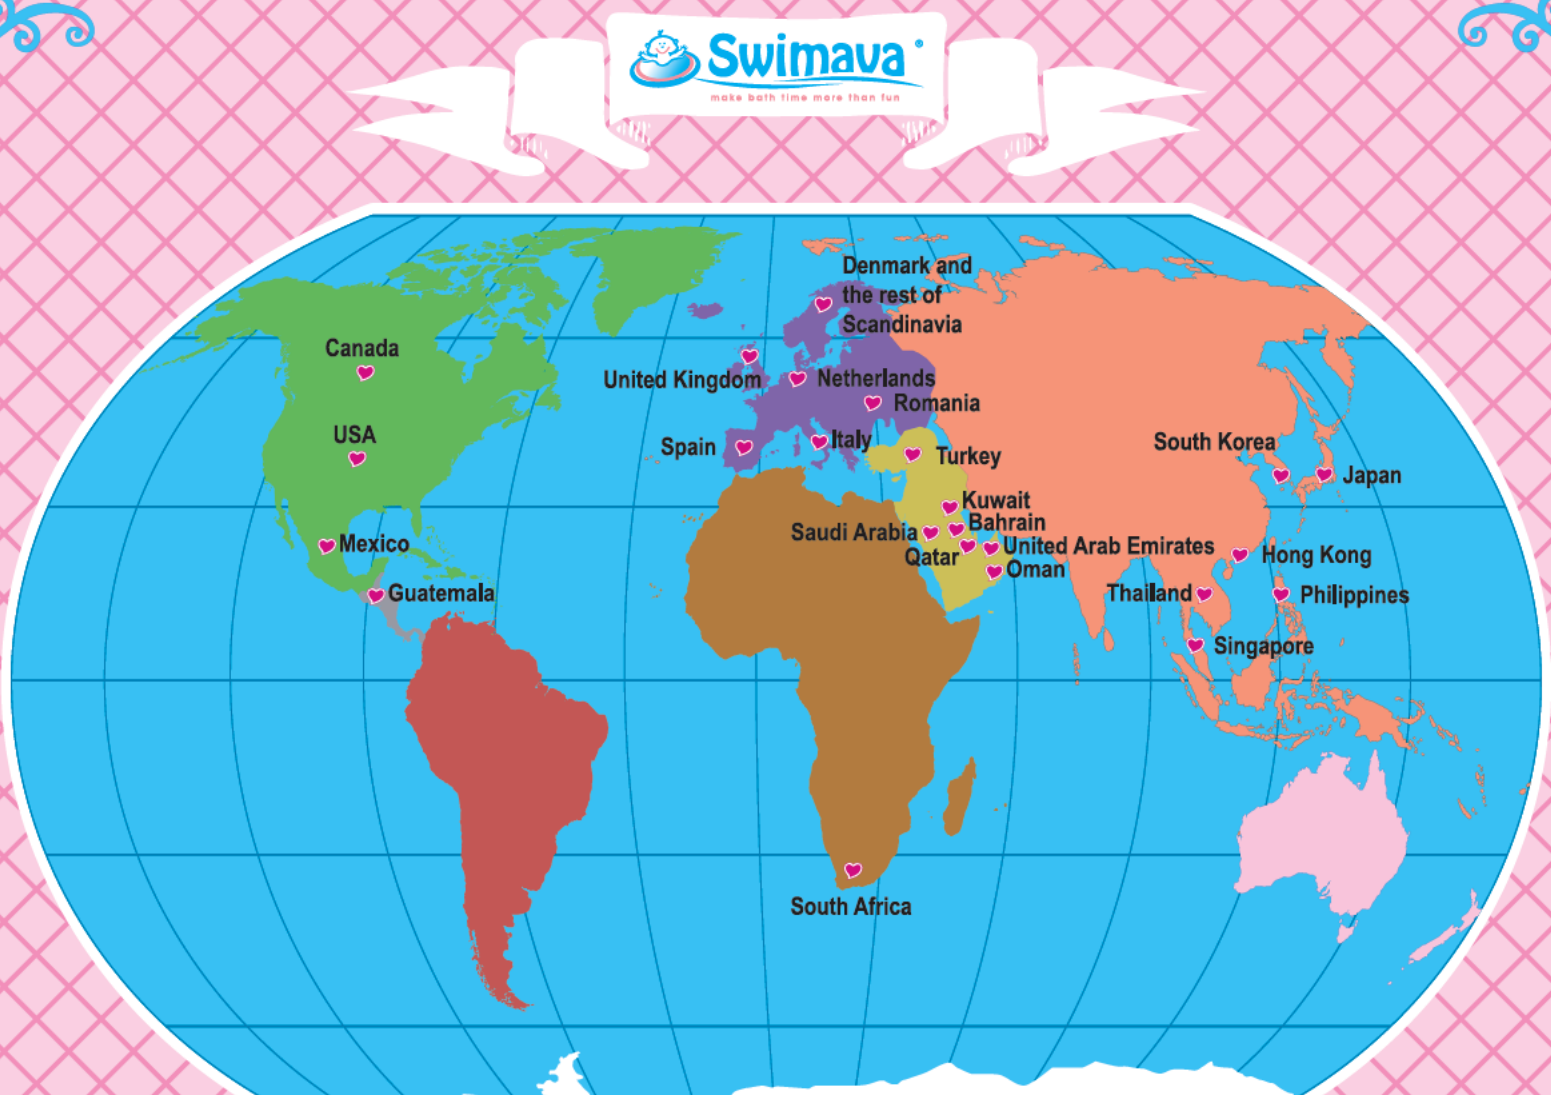 Swimava®
make bath time more than fun
Denmark and
the rest of
Scandinavia
Canada
United Kingdom
Netherlands
Romania
USA
Spain
Italy
Turkey
South Korea
Japan
Kuwait
Bahrain
Saudi Arabia
Qatar
United Arab Emirates
Oman
Mexico
Hong Kong
Guatemala
Thailand
Philippines
Singapore
South Africa